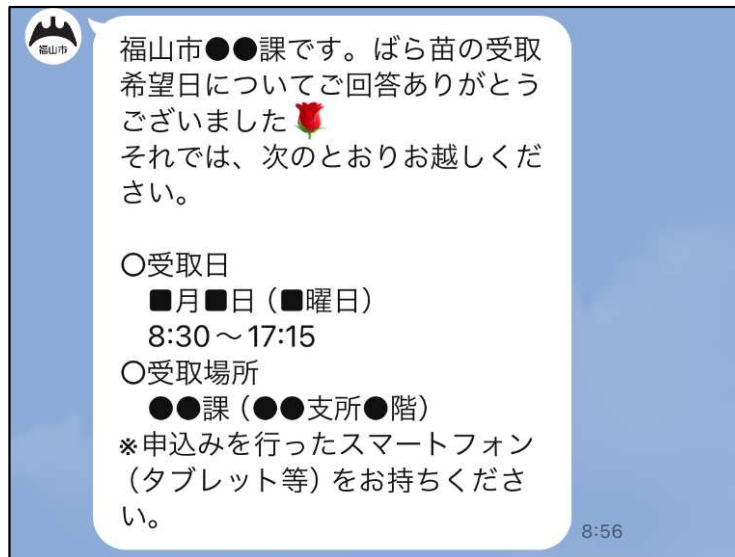 福山市
福山市●●課です。ばら苗の受取
希望日についてご回答ありがとう
ございました🌹
それでは、次のとおりお越しくだ
さい。
〇受取日
■月■日（■曜日）
8:30～17:15
〇受取場所
●●課（●●支所●階）
※申込みを行ったスマートフォン
（タブレット等）をお持ちくださ
い。
8:56